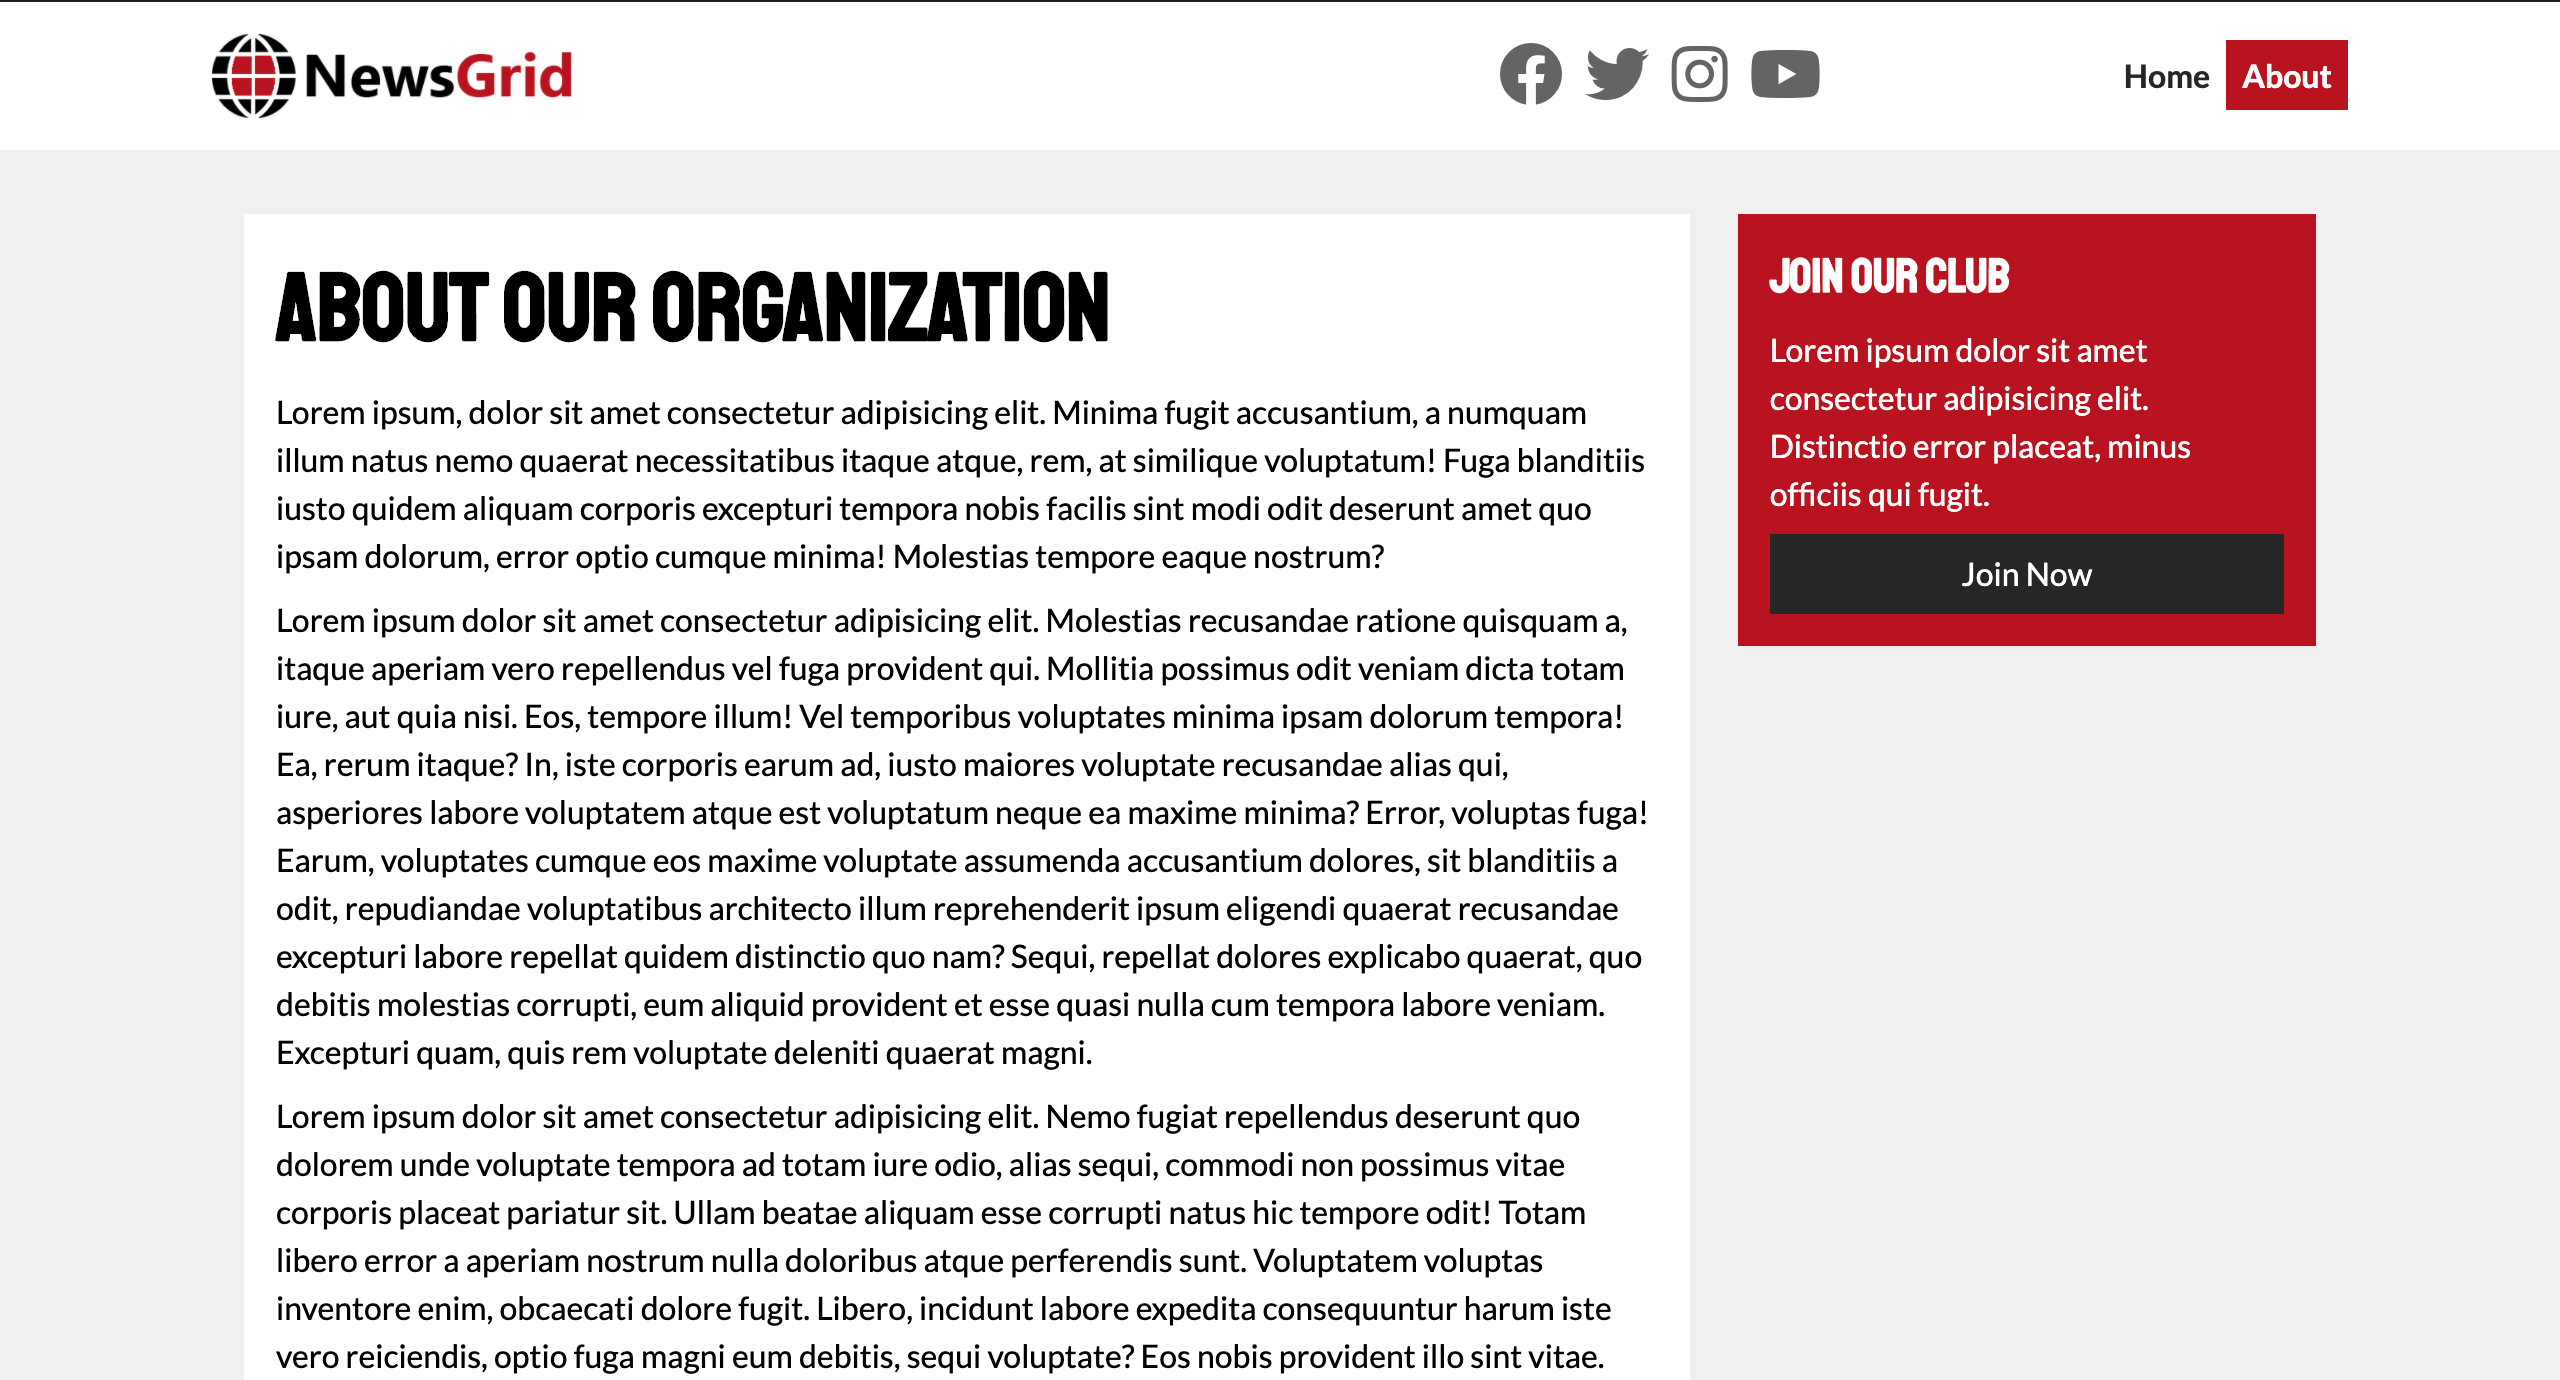 NewsGrid
Home
About
ABOUT OUR ORGANIZATION
Lorem ipsum, dolor sit amet consectetur adipisicing elit. Minima fugit accusantium, a numquam
illum natus nemo quaerat necessitatibus itaque atque, rem, at similique voluptatum! Fuga blanditiis
iusto quidem aliquam corporis excepturi tempora nobis facilis sint modi odit deserunt amet quo
ipsam dolorum, error optio cumque minima! Molestias tempore eaque nostrum?
Lorem ipsum dolor sit amet consectetur adipisicing elit. Molestias recusandae ratione quisquam a,
itaque aperiam vero repellendus vel fuga provident qui. Mollitia possimus odit veniam dicta totam
iure, aut quia nisi. Eos, tempore illum! Vel temporibus voluptates minima ipsam dolorum tempora!
Ea, rerum itaque? In, iste corporis earum ad, iusto maiores voluptate recusandae alias qui,
asperiores labore voluptatem atque est voluptatum neque ea maxime minima? Error, voluptas fuga!
Earum, voluptates cumque eos maxime voluptate assumenda accusantium dolores, sit blanditiis a
odit, repudiandae voluptatibus architecto illum reprehenderit ipsum eligendi quaerat recusandae
excepturi labore repellat quidem distinctio quo nam? Sequi, repellat dolores explicabo quaerat, quo
debitis molestias corrupti, eum aliquid provident et esse quasi nulla cum tempora labore veniam.
Excepturi quam, quis rem voluptate deleniti quaerat magni.
Lorem ipsum dolor sit amet consectetur adipisicing elit. Nemo fugiat repellendus deserunt quo
dolorem unde voluptate tempora ad totam iure odio, alias sequi, commodi non possimus vitae
corporis placeat pariatur sit. Ullam beatae aliquam esse corrupti natus hic tempore odit! Totam
libero error a aperiam nostrum nulla doloribus atque perferendis sunt. Voluptatem voluptas
inventore enim, obcaecati dolore fugit. Libero, incidunt labore expedita consequuntur harum iste
vero reiciendis, optio fuga magni eum debitis, sequi voluptate? Eos nobis provident illo sint vitae.
JOIN OUR CLUB
Lorem ipsum dolor sit amet
consectetur adipisicing elit.
Distinctio error placeat, minus
officiis qui fugit.
Join Now